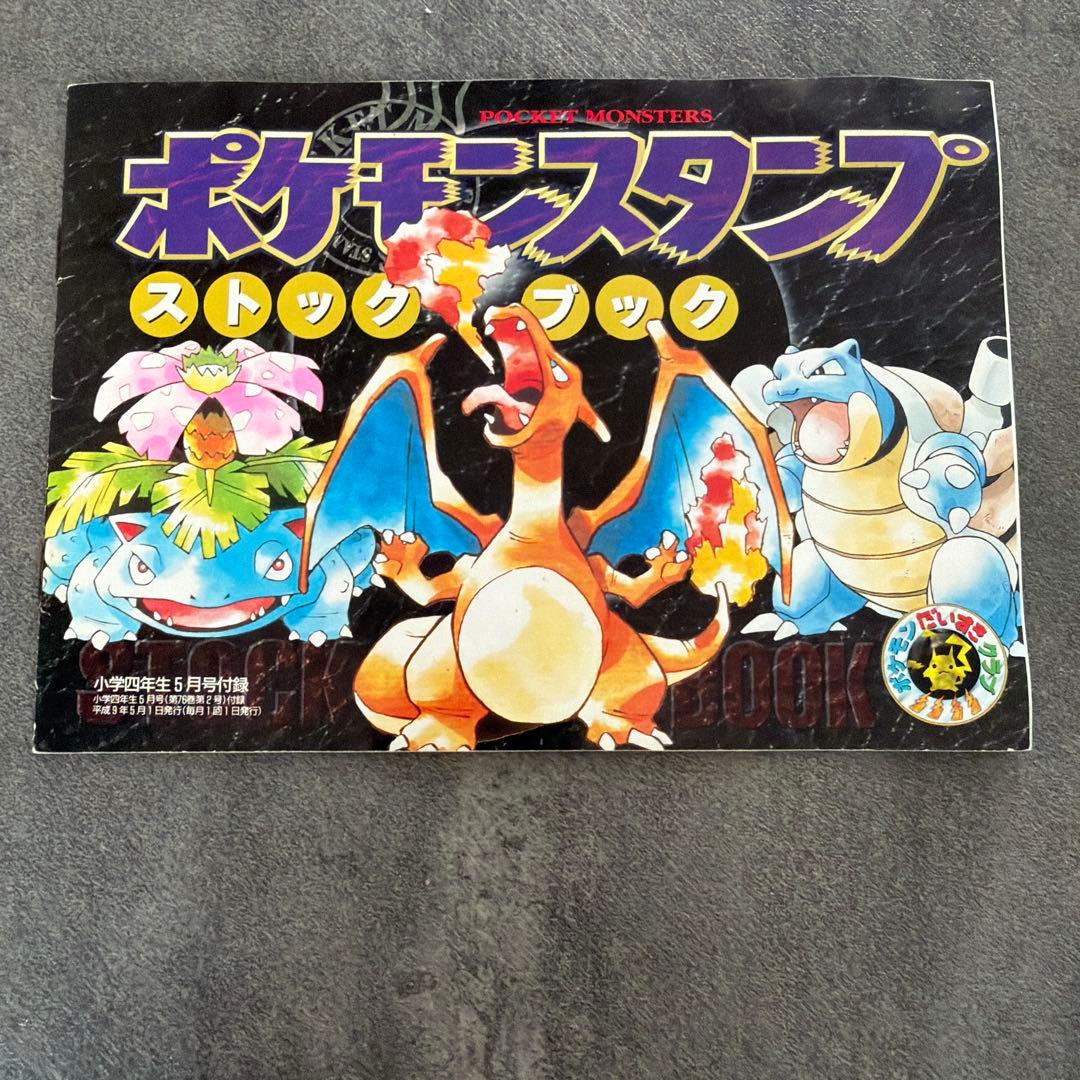 POCKET MONSTERS
ポケモンスタンプ
ストックブック
STOCK BOOK
小学四年生5月号付録
小学四年生5月号(第76巻第2号)付録
平成9年5月1日発行(毎月1回1日発行)
ポケモンだいすきクラブ